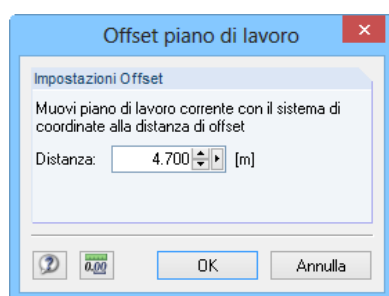 Offset piano di lavoro
Impostazioni Offset
Muovi piano di lavoro corrente con il sistema di
coordinate alla distanza di offset
Distanza: 4.700 [m]
0.00 OK Annulla